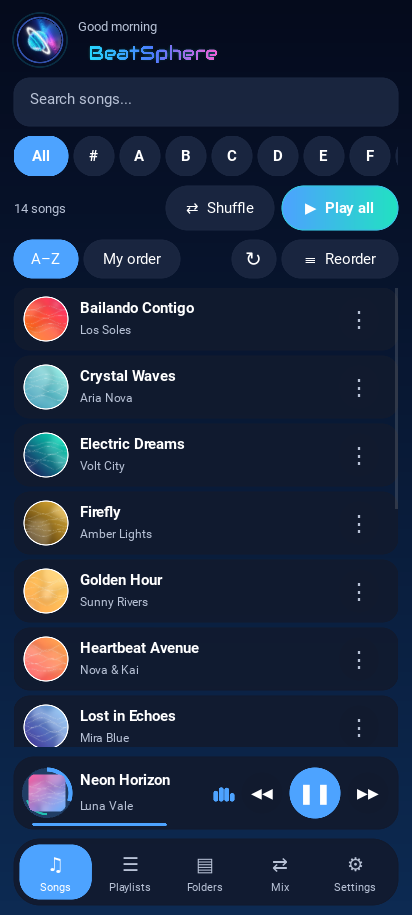 Good morning
BeatSphere
Search songs...
All # A B C D E F
14 songs
Shuffle
Play all
A–Z
My order
Reorder
Bailando Contigo
Los Soles
Crystal Waves
Aria Nova
Electric Dreams
Volt City
Firefly
Amber Lights
Golden Hour
Sunny Rivers
Heartbeat Avenue
Nova & Kai
Lost in Echoes
Mira Blue
Neon Horizon
Luna Vale
Songs Playlists Folders Mix Settings